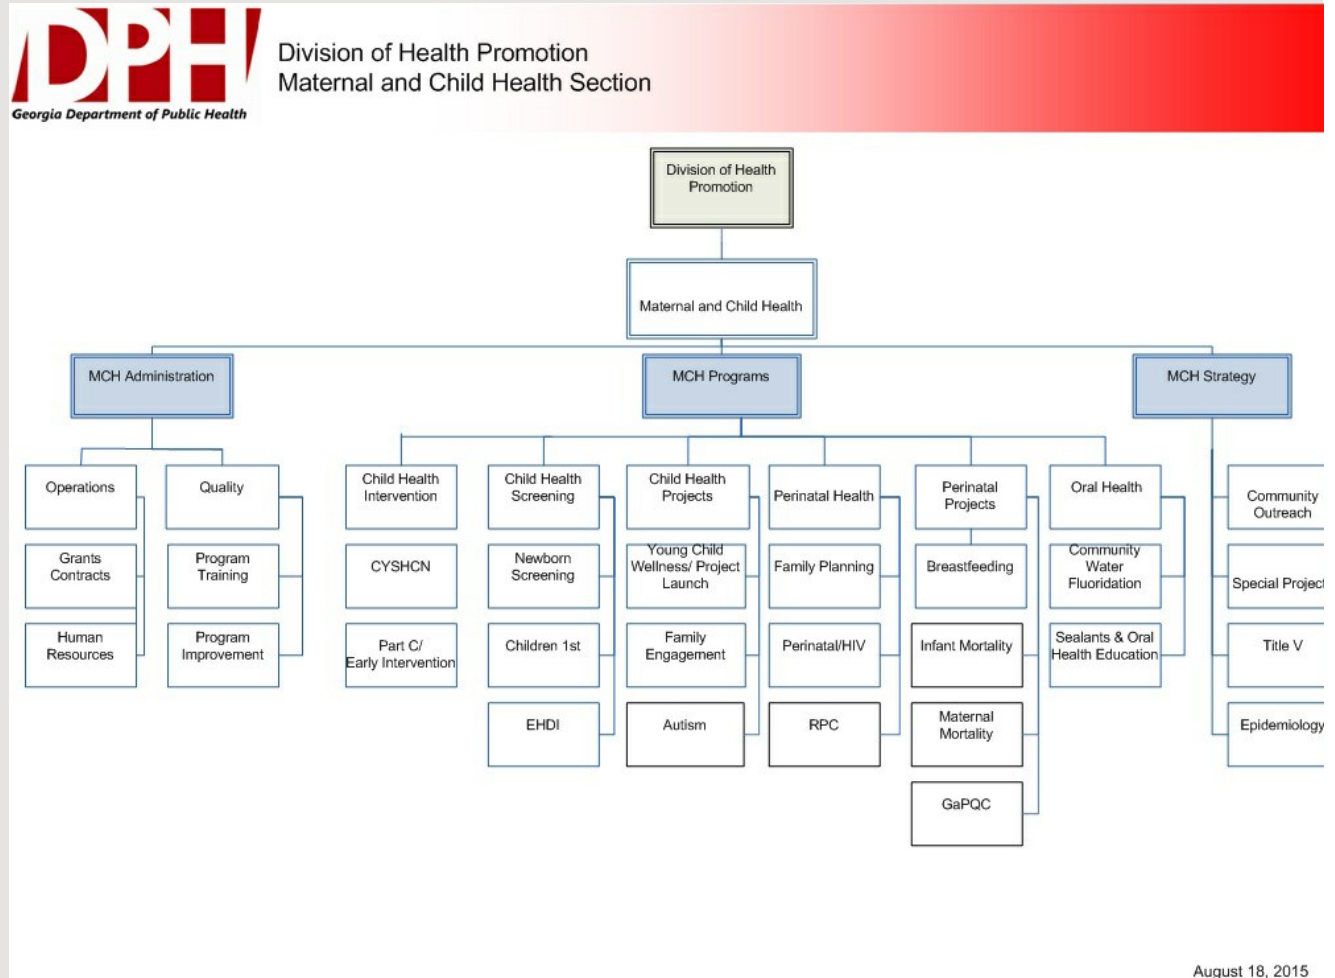 DPH
Georgia Department of Public Health
Division of Health Promotion
Maternal and Child Health Section
Division of Health
Promotion
Maternal and Child Health
MCH Administration
MCH Programs
MCH Strategy
Operations
Quality
Child Health
Intervention
Child Health
Screening
Child Health
Projects
Perinatal Health
Perinatal
Projects
Oral Health
Community
Outreach
Grants
Contracts
Program
Training
CYSHCN
Newborn
Screening
Young Child
Wellness/ Project
Launch
Family Planning
Breastfeeding
Community
Water
Fluoridation
Special Project
Human
Resources
Program
Improvement
Part C/
Early Intervention
Children 1st
Family
Engagement
Perinatal/HIV
Infant Mortality
Sealants & Oral
Health Education
Title V
EHDI
Autism
RPC
Maternal
Mortality
Epidemiology
GaPQC
August 18, 2015